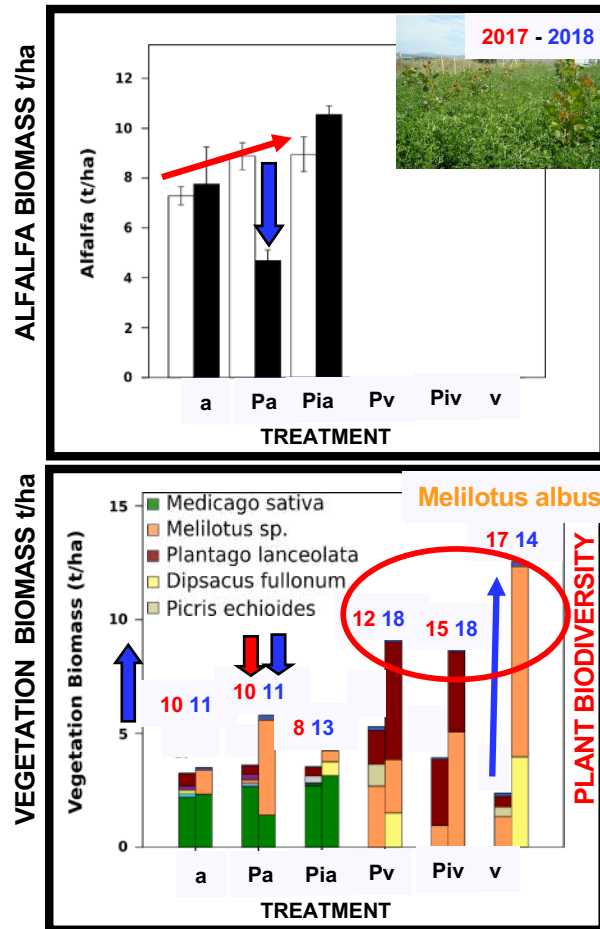 2017 - 2018
ALFALFA BIOMASS t/ha
Alfalfa (t/ha)
12
10
8
6
4
2
0
a Pa Pia Pv Piv v
TREATMENT
VEGETATION BIOMASS t/ha
Vegetation Biomass (t/ha)
15
10
5
0
Medicago sativa
Melilotus sp.
Plantago lanceolata
Dipsacus fullonum
Picris echioides
Melilotus albus
17 14
12 18
15 18
10 11
10 11
8 13
PLANT BIODIVERSITY
a Pa Pia Pv Piv v
TREATMENT